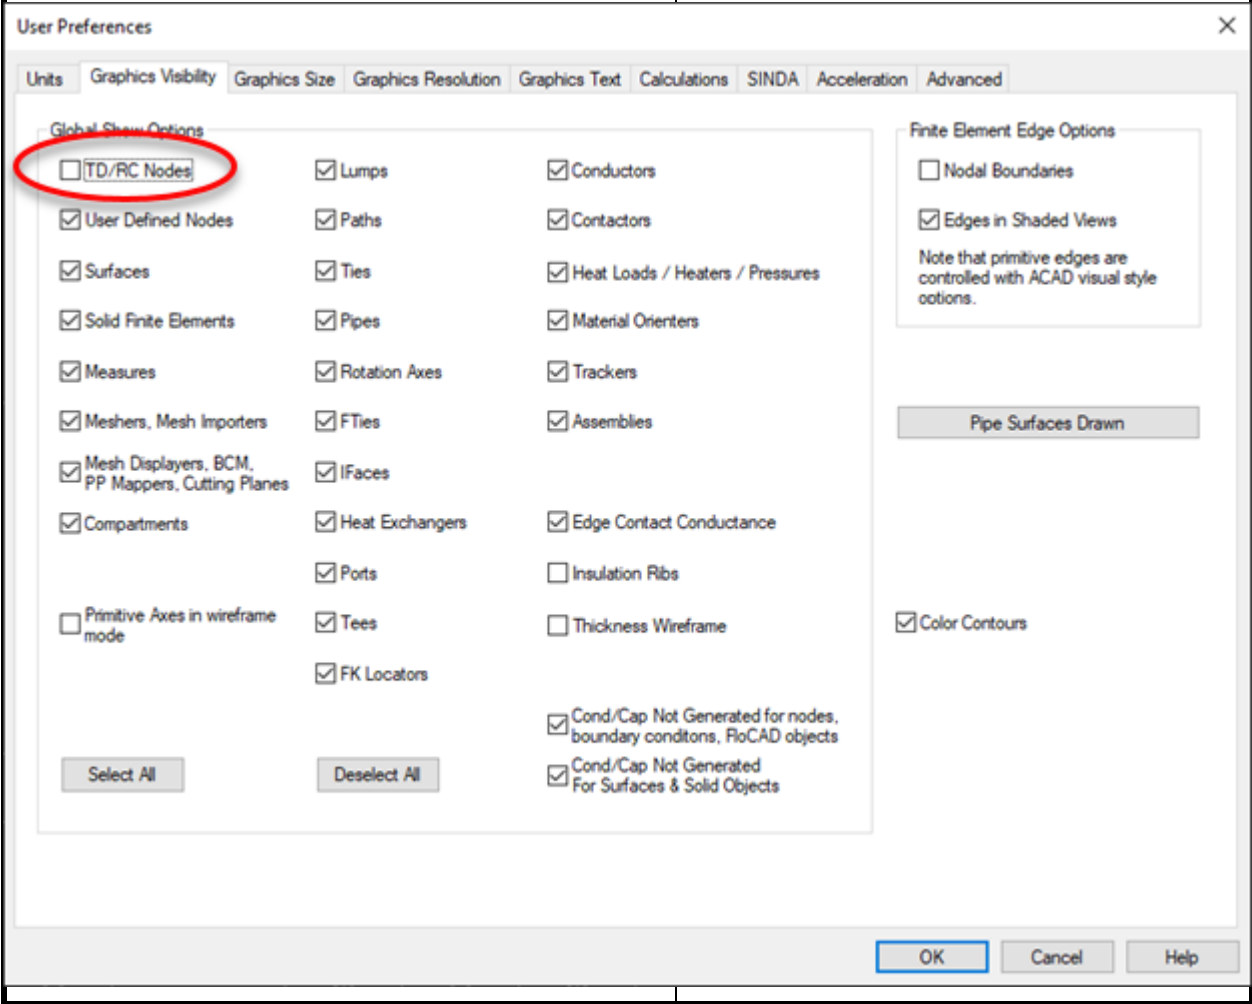 User Preferences
Units Graphics Visibility Graphics Size Graphics Resolution Graphics Text Calculations SINDA Acceleration Advanced
Global Show Options
TD/RC Nodes
User Defined Nodes
Surfaces
Solid Finite Elements
Measures
Meshers, Mesh Importers
Mesh Displayers, BCM,
PP Mappers, Cutting Planes
Compartments
Primitive Axes in wireframe
mode
Select All
Lumps
Paths
Ties
Pipes
Rotation Axes
FTies
IFaces
Heat Exchangers
Ports
Tees
FK Locators
Deselect All
Conductors
Contactors
Heat Loads / Heaters / Pressures
Material Orienters
Trackers
Assemblies
Edge Contact Conductance
Insulation Ribs
Thickness Wireframe
Cond/Cap Not Generated for nodes,
boundary conditons, FloCAD objects
Cond/Cap Not Generated
For Surfaces & Solid Objects
Finite Element Edge Options
Nodal Boundaries
Edges in Shaded Views
Note that primitive edges are
controlled with ACAD visual style
options.
Pipe Surfaces Drawn
Color Contours
OK Cancel Help